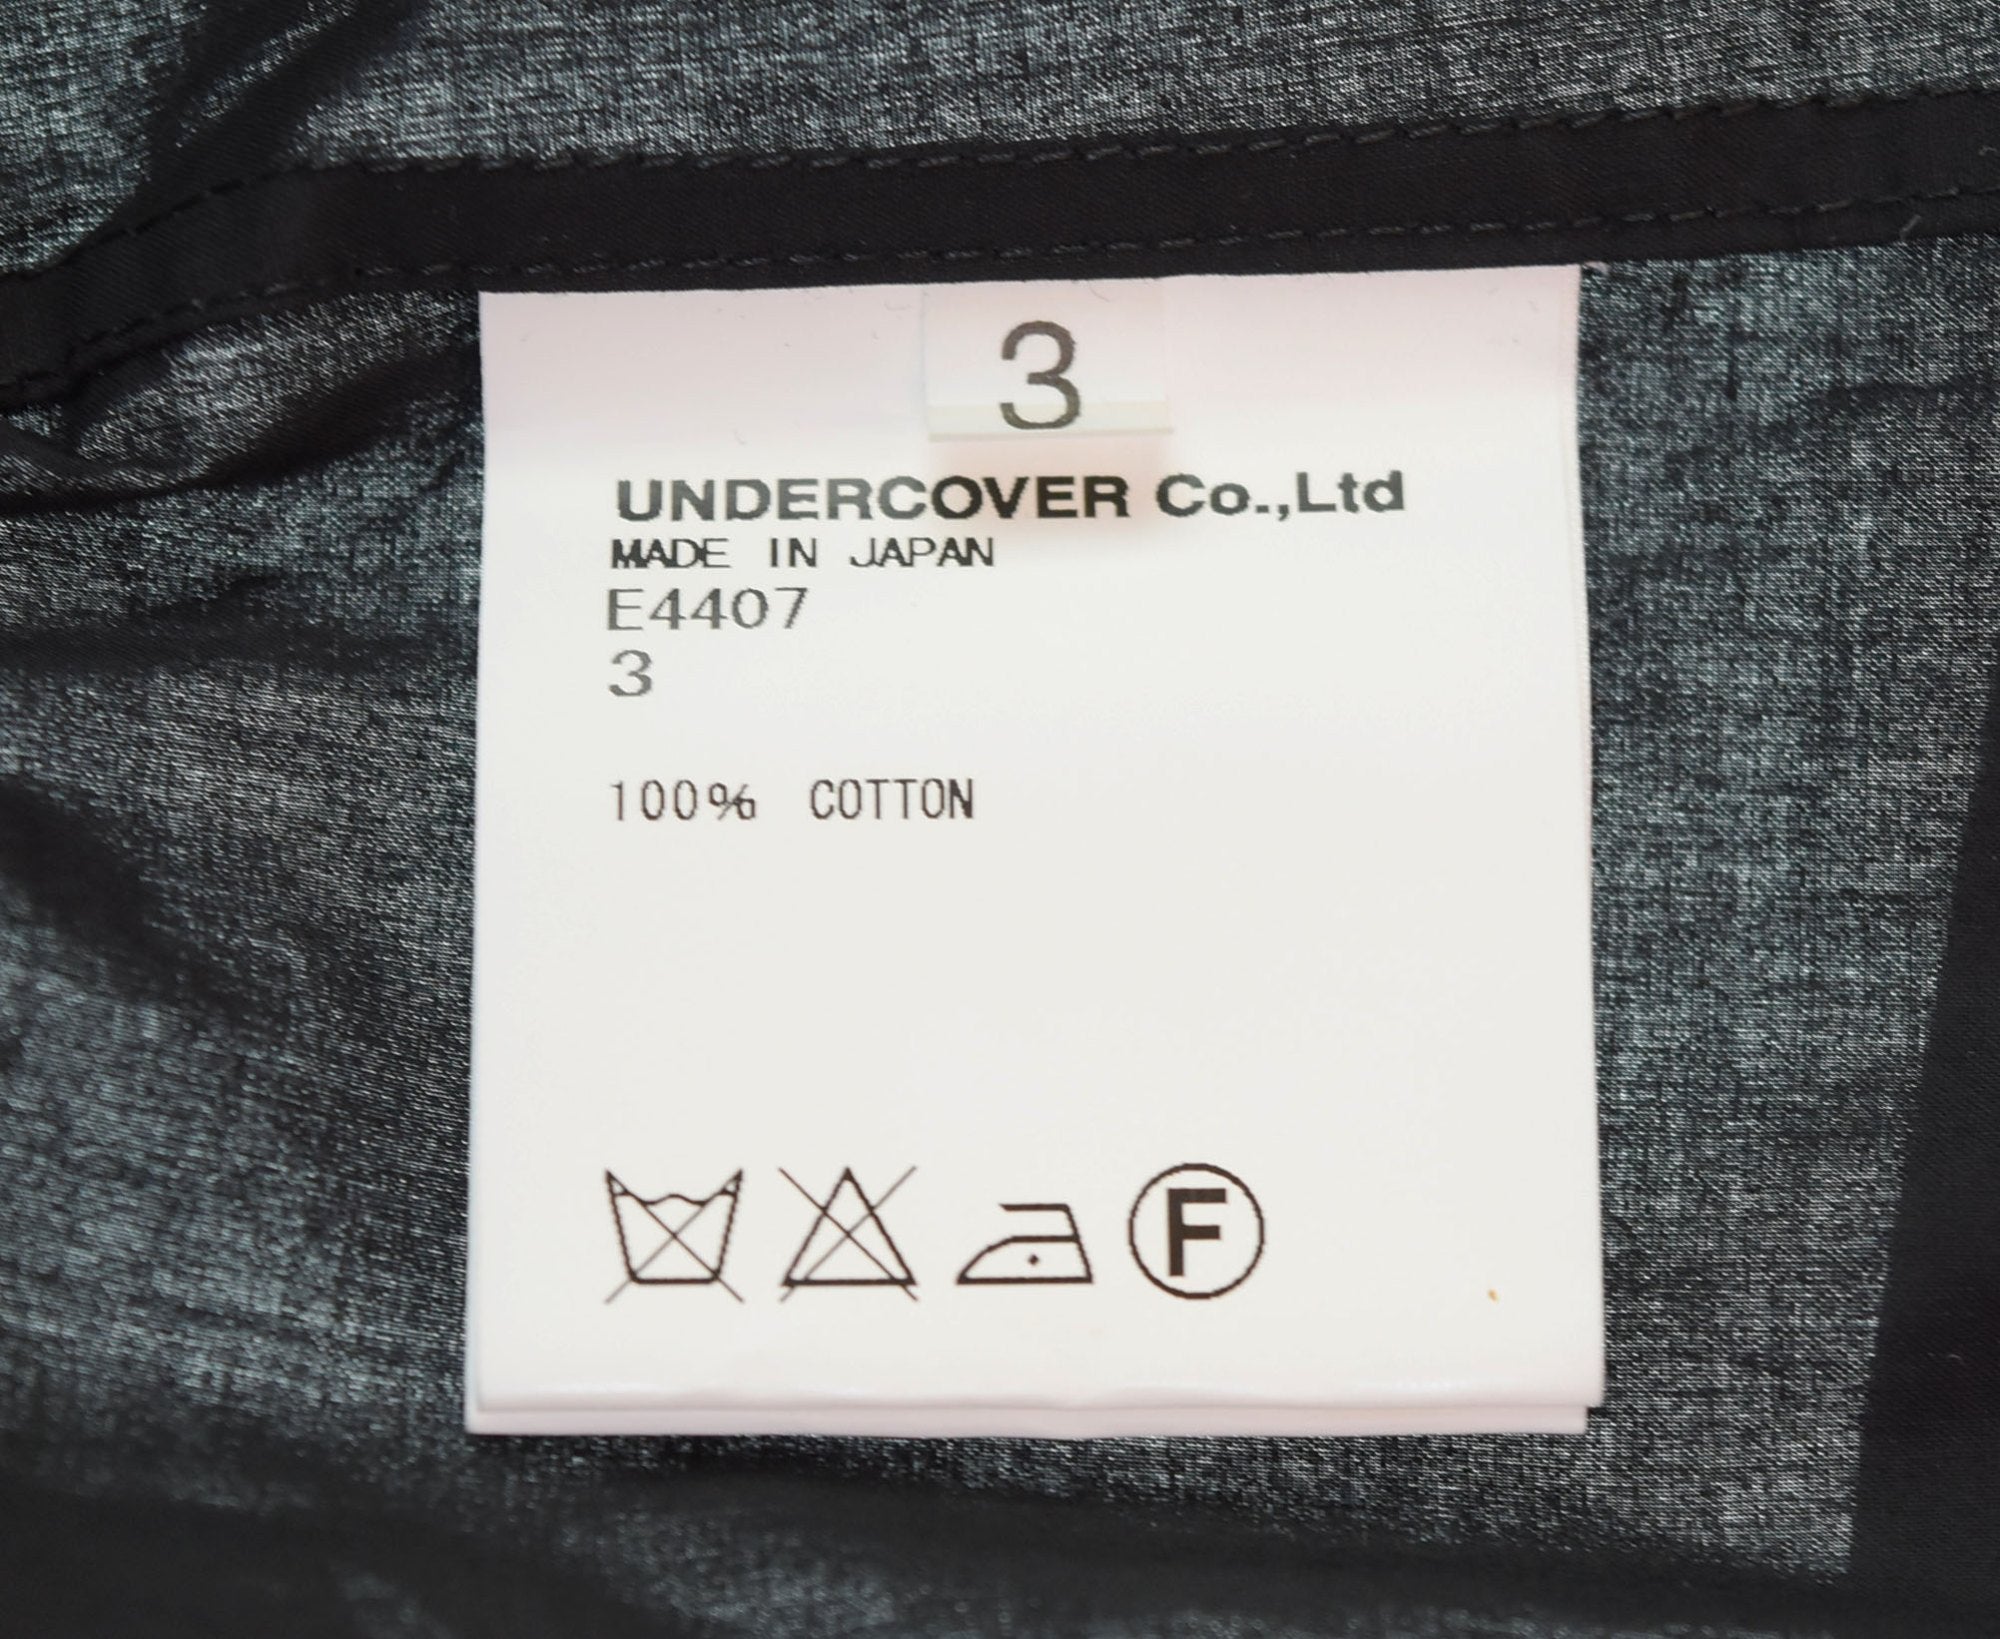 3
UNDERCOVER Co.,Ltd
MADE IN JAPAN
E4407
3
100% COTTON
F